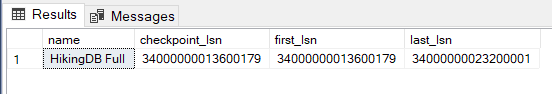 Results Messages
name checkpoint_lsn first_lsn last_lsn
1 HikingDB Full 34000000013600179 34000000013600179 34000000023200001